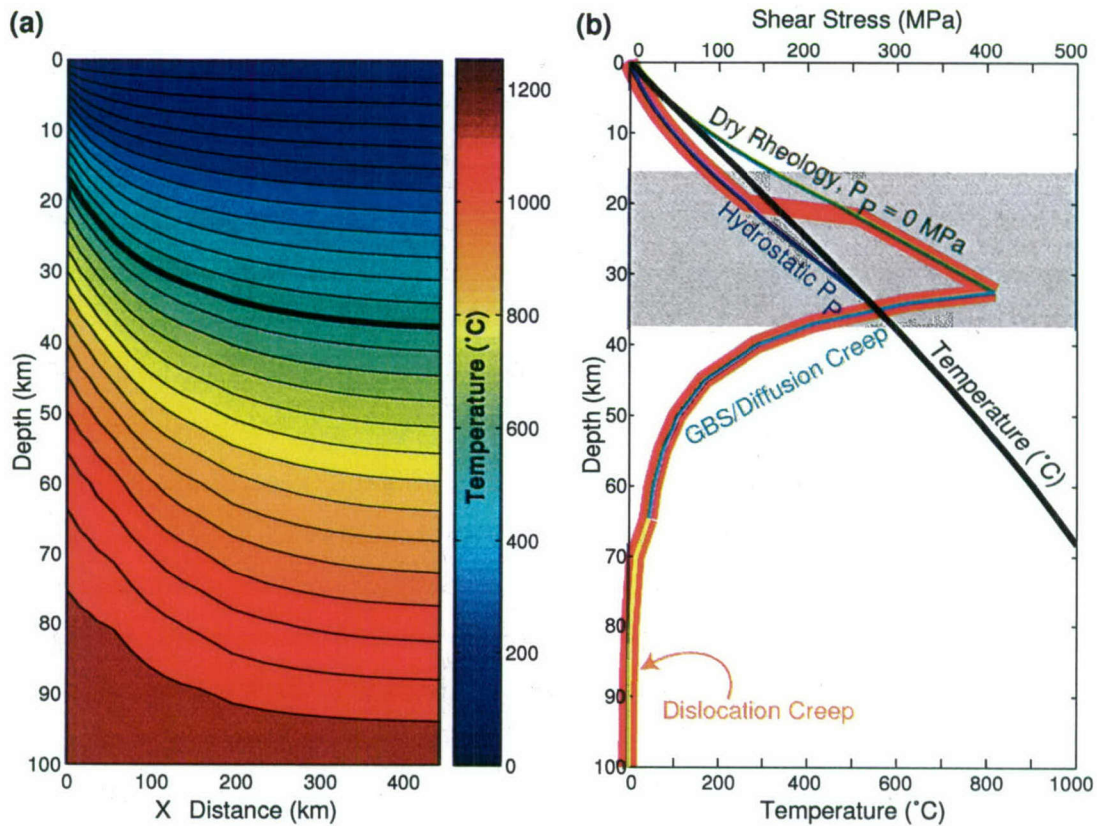 (a)
0
10
20
30
40
50
60
70
80
90
100
Depth (km)
0 100 200 300 400
X Distance (km)
1200
1000
800
600
400
200
0
Temperature (°C)
(b)
Shear Stress (MPa)
0 100 200 300 400 500
0
10
20
30
40
50
60
70
80
90
100
Depth (km)
Dry Rheology, PP = 0 MPa
Hydrostatic PP
GBS/Diffusion Creep
Temperature (°C)
Dislocation Creep
0 200 400 600 800 1000
Temperature (°C)